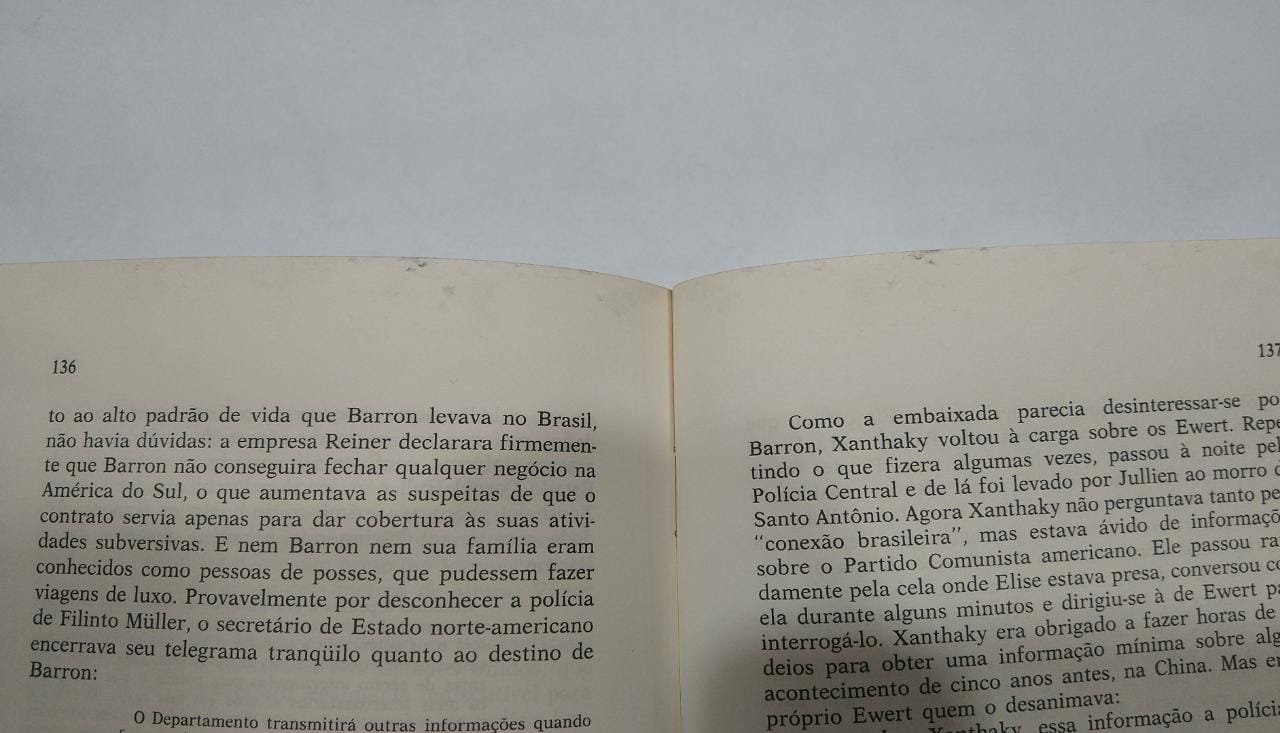 136
to ao alto padrão de vida que Barron levava no Brasil,
não havia dúvidas: a empresa Reiner declarara firmemen-
te que Barron não conseguira fechar qualquer negócio na
América do Sul, o que aumentava as suspeitas de que o
contrato servia apenas para dar cobertura às suas ativi-
dades subversivas. E nem Barron nem sua família eram
conhecidos como pessoas de posses, que pudessem fazer
viagens de luxo. Provavelmente por desconhecer a polícia
de Filinto Müller, o secretário de Estado norte-americano
encerrava seu telegrama tranqüilo quanto ao destino de
Barron:
O Departamento transmitirá outras informações quando
137
Como a embaixada parecia desinteressar-se
Barron, Xanthaky voltou à carga sobre os Ewert.
tindo o que fizera algumas vezes, passou à noite
Polícia Central e de lá foi levado por Jullien ao morro
Santo Antônio. Agora Xanthaky não perguntava tanto
“conexão brasileira”, mas estava ávido de
sobre o Partido Comunista americano. Ele passou
damente pela cela onde Elise estava presa, conversou
ela durante alguns minutos e dirigiu-se à de Ewert
interrogá-lo. Xanthaky era obrigado a fazer horas de
deios para obter uma informação mínima sobre
acontecimento de cinco anos antes, na China. Mas
próprio Ewert quem o desanimava:
Xanthaky, essa informação a